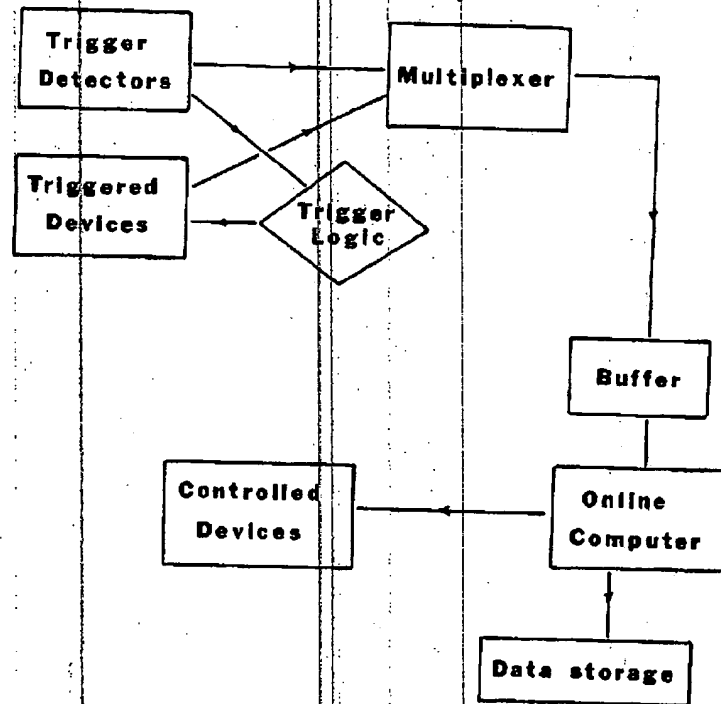 Trigger
Detectors
Multiplexer
Triggered
Devices
Trigger
Logic
Buffer
Controlled
Devices
Online
Computer
Data storage